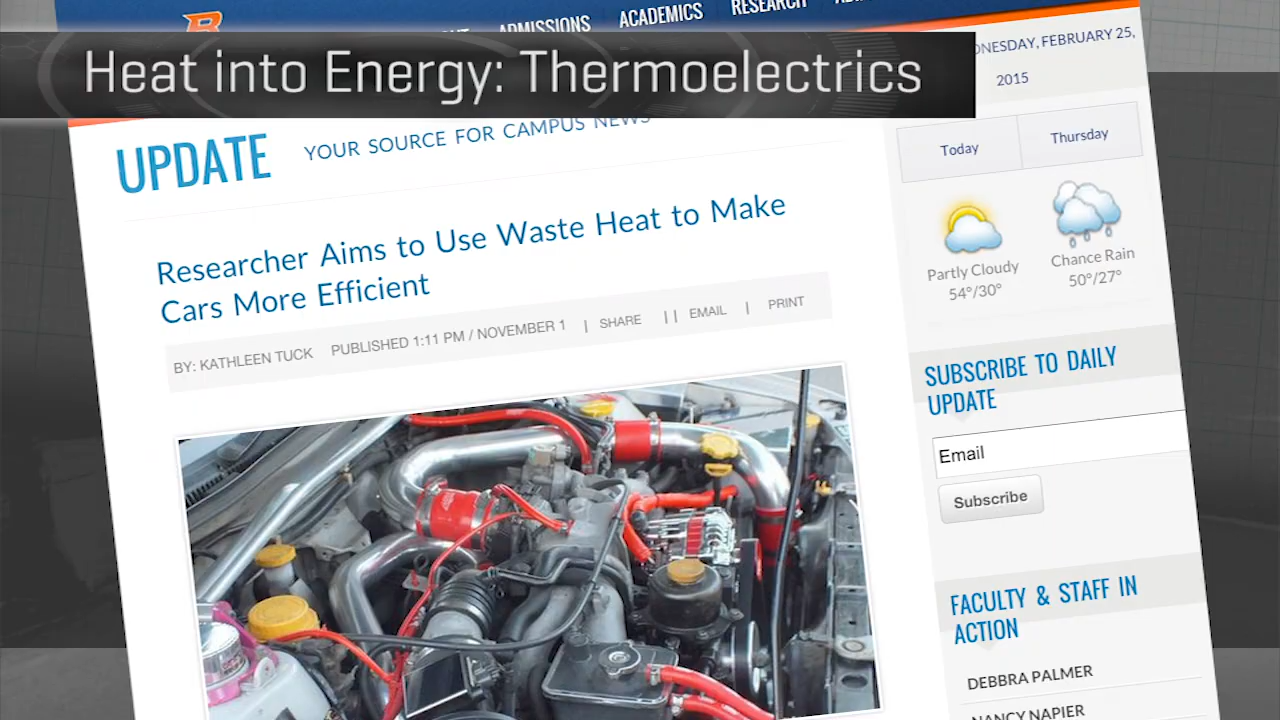 ADMISSIONS
ACADEMICS
RESEARCH
Heat into Energy: Thermoelectrics
FEBRUARY 25,
2015
UPDATE
YOUR SOURCE FOR CAMPUS NEWS
Today
Thursday
Researcher Aims to Use Waste Heat to Make
Cars More Efficient
Partly Cloudy
54°/30°
Chance Rain
50°/27°
BY: KATHLEEN TUCK PUBLISHED 1:11 PM / NOVEMBER 1 | SHARE | | EMAIL | PRINT
SUBSCRIBE TO DAILY
UPDATE
Email
Subscribe
FACULTY & STAFF IN
ACTION
DEBBRA PALMER
NANCY NAPIER